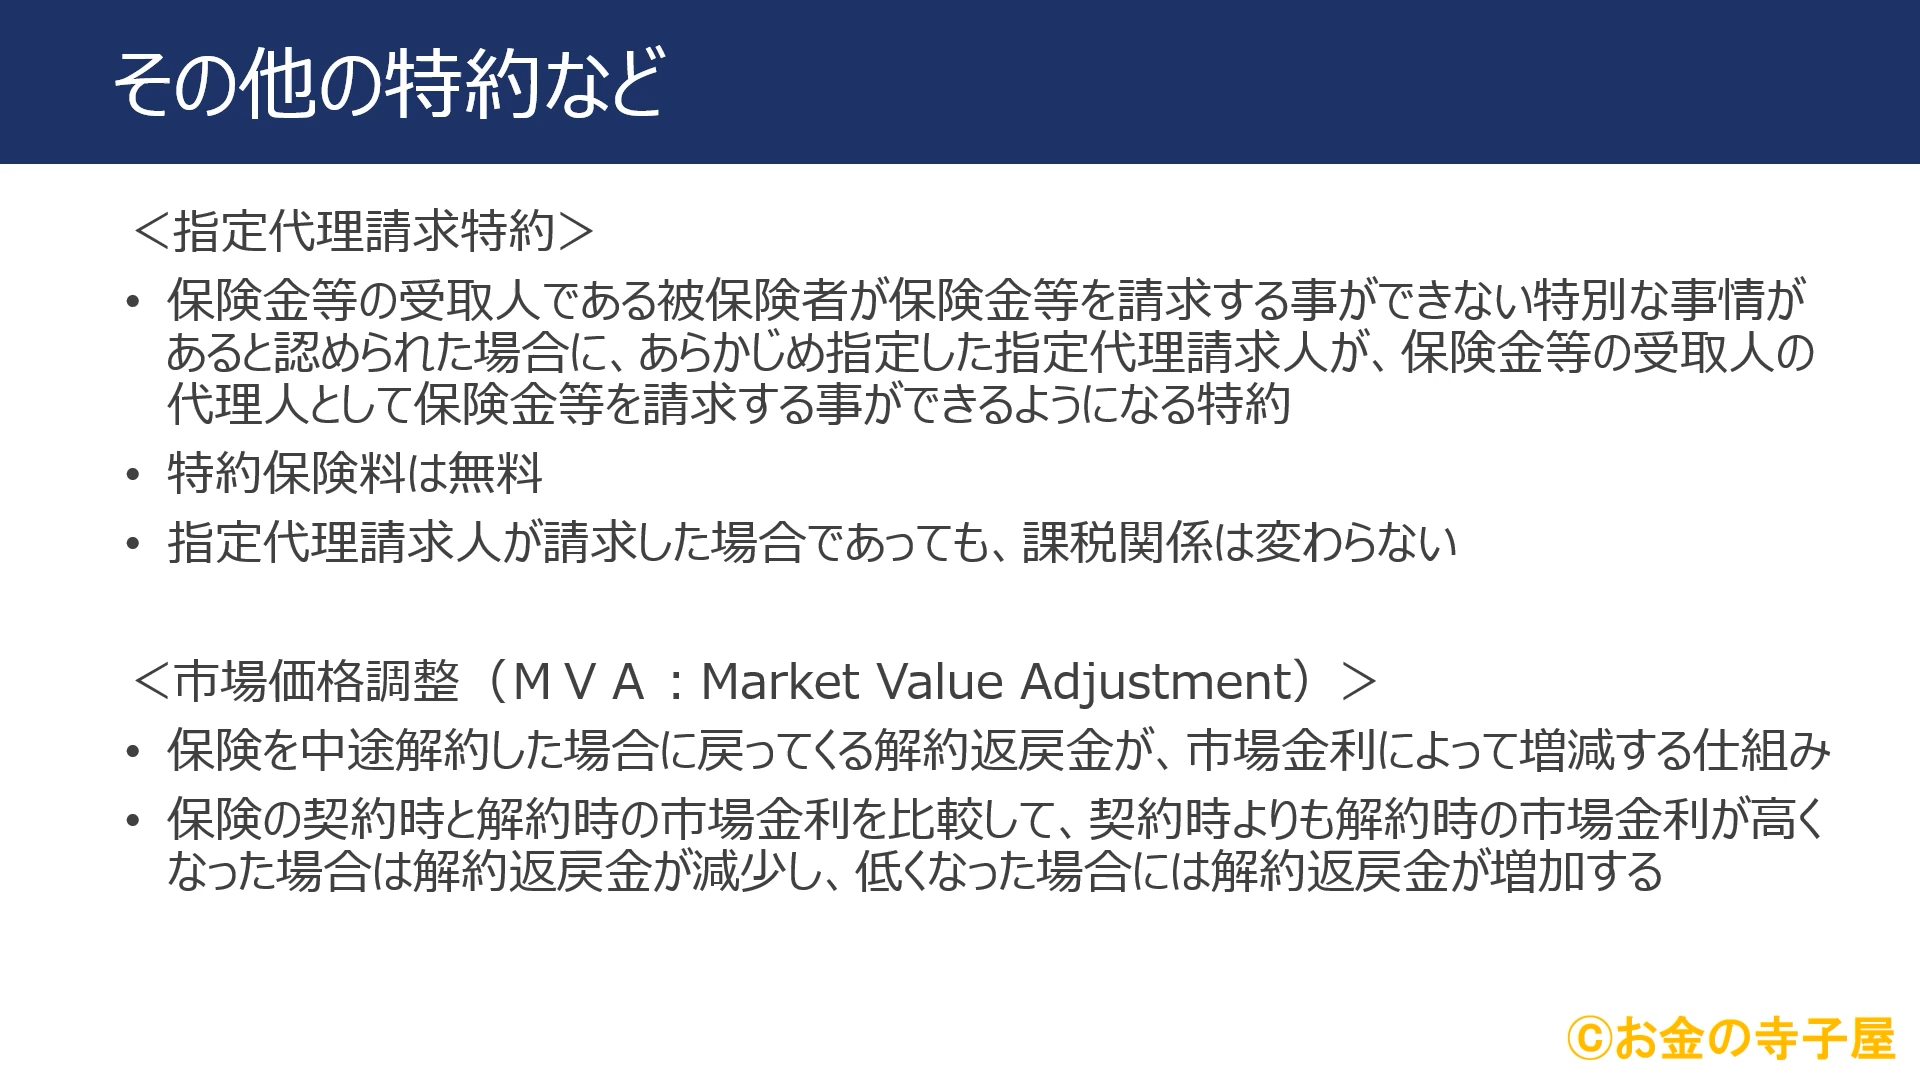 その他の特約など
＜指定代理請求特約＞
• 保険金等の受取人である被保険者が保険金等を請求する事ができない特別な事情が
あると認められた場合に、あらかじめ指定した指定代理請求人が、保険金等の受取人の
代理人として保険金等を請求する事ができるようになる特約
• 特約保険料は無料
• 指定代理請求人が請求した場合であっても、課税関係は変わらない
＜市場価格調整（ＭＶＡ：Market Value Adjustment）＞
• 保険を中途解約した場合に戻ってくる解約返戻金が、市場金利によって増減する仕組み
• 保険の契約時と解約時の市場金利を比較して、契約時よりも解約時の市場金利が高く
なった場合は解約返戻金が減少し、低くなった場合には解約返戻金が増加する
Ⓒお金の寺子屋